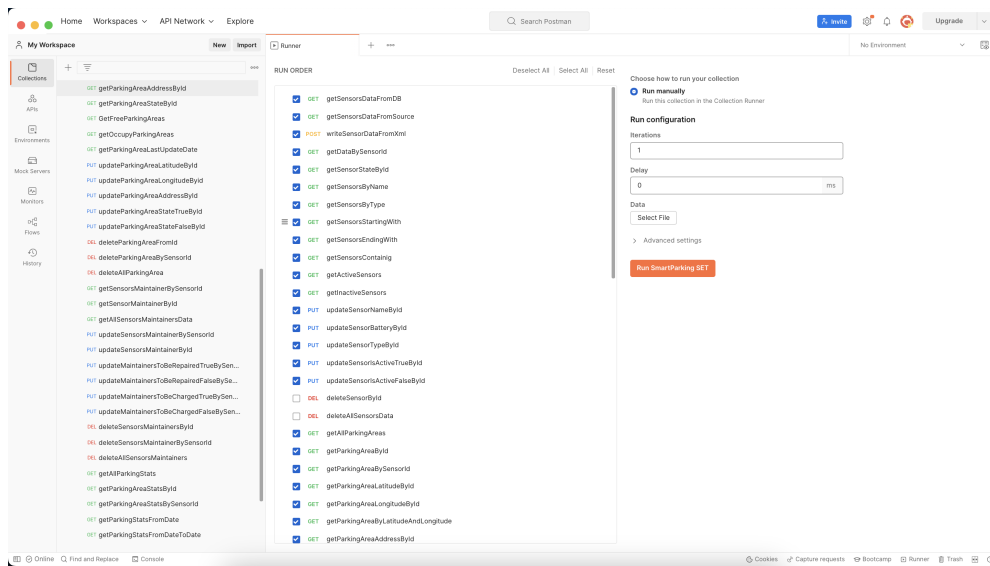 Home Workspaces API Network Explore
Search Postman
Invite
Upgrade
My Workspace
New Import
Runner
No Environment
Collections
APIs
Environments
Mock Servers
Monitors
Flows
History
GET getParkingAreaAddressById
GET getParkingAreaStateById
GET GetFreeParkingAreas
GET getOccupyParkingAreas
GET getParkingAreaLastUpdateDate
PUT updateParkingAreaLatitudeById
PUT updateParkingAreaLongitudeById
PUT updateParkingAreaAddressById
PUT updateParkingAreaStateTrueById
PUT updateParkingAreaStateFalseById
DEL deleteParkingAreaFromId
DEL deleteParkingAreaBySensorId
DEL deleteAllParkingArea
GET getSensorsMaintainerBySensorId
GET getSensorMaintainerById
GET getAllSensorsMaintainersData
PUT updateSensorsMaintainerBySensorId
PUT updateSensorsMaintainerById
PUT updateMaintainersToBeRepairedTrueBySen...
PUT updateMaintainersToBeRepairedFalseBySe...
PUT updateMaintainersToBeChargedTrueBySen...
PUT updateMaintainersToBeChargedFalseBySen...
DEL deleteSensorsMaintainersById
DEL deleteSensorsMaintainerBySensorId
DEL deleteAllSensorsMaintainers
GET getAllParkingStats
GET getParkingAreaStatsById
GET getParkingAreaStatsBySensorId
GET getParkingStatsFromDate
GET getParkingStatsFromDateToDate
RUN ORDER
Deselect All Select All Reset
GET getSensorsDataFromDB
GET getSensorsDataFromSource
POST writeSensorDataFromXml
GET getDataBySensorId
GET getSensorStateById
GET getSensorsByName
GET getSensorsByType
GET getSensorsStartingWith
GET getSensorsEndingWith
GET getSensorsContainig
GET getActiveSensors
GET getInactiveSensors
PUT updateSensorNameById
PUT updateSensorBatteryById
PUT updateSensorTypeById
PUT updateSensorIsActiveTrueById
PUT updateSensorIsActiveFalseById
DEL deleteSensorById
DEL deleteAllSensorsData
GET getAllParkingAreas
GET getParkingAreaById
GET getParkingAreaBySensorId
GET getParkingAreaLatitudeById
GET getParkingAreaLongitudeById
GET getParkingAreaByLatitudeAndLongitude
GET getParkingAreaAddressById
Choose how to run your collection
Run manually
Run this collection in the Collection Runner
Run configuration
Iterations
1
Delay
0 ms
Data
Select File
Advanced settings
Run SmartParking SET
Online Find and Replace Console
Cookies Capture requests Bootcamp Runner Trash